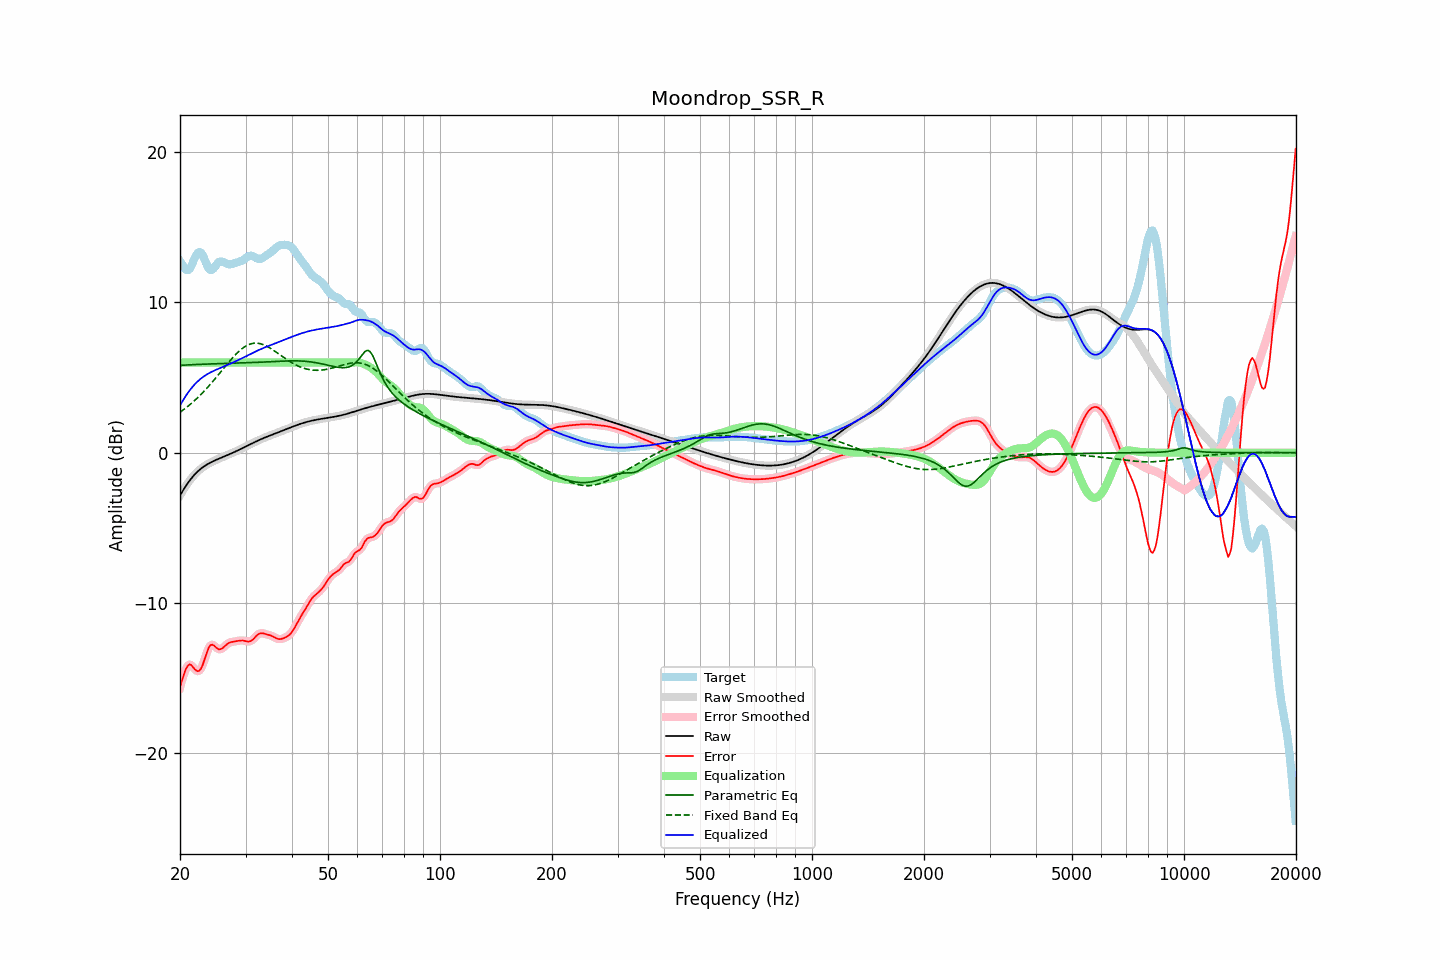 Moondrop_SSR_R
Amplitude (dBr)
20
10
0
−10
−20
Target
Raw Smoothed
Error Smoothed
Raw
Error
Equalization
Parametric Eq
Fixed Band Eq
Equalized
20 50 100 200 500 1000 2000 5000 10000 20000
Frequency (Hz)